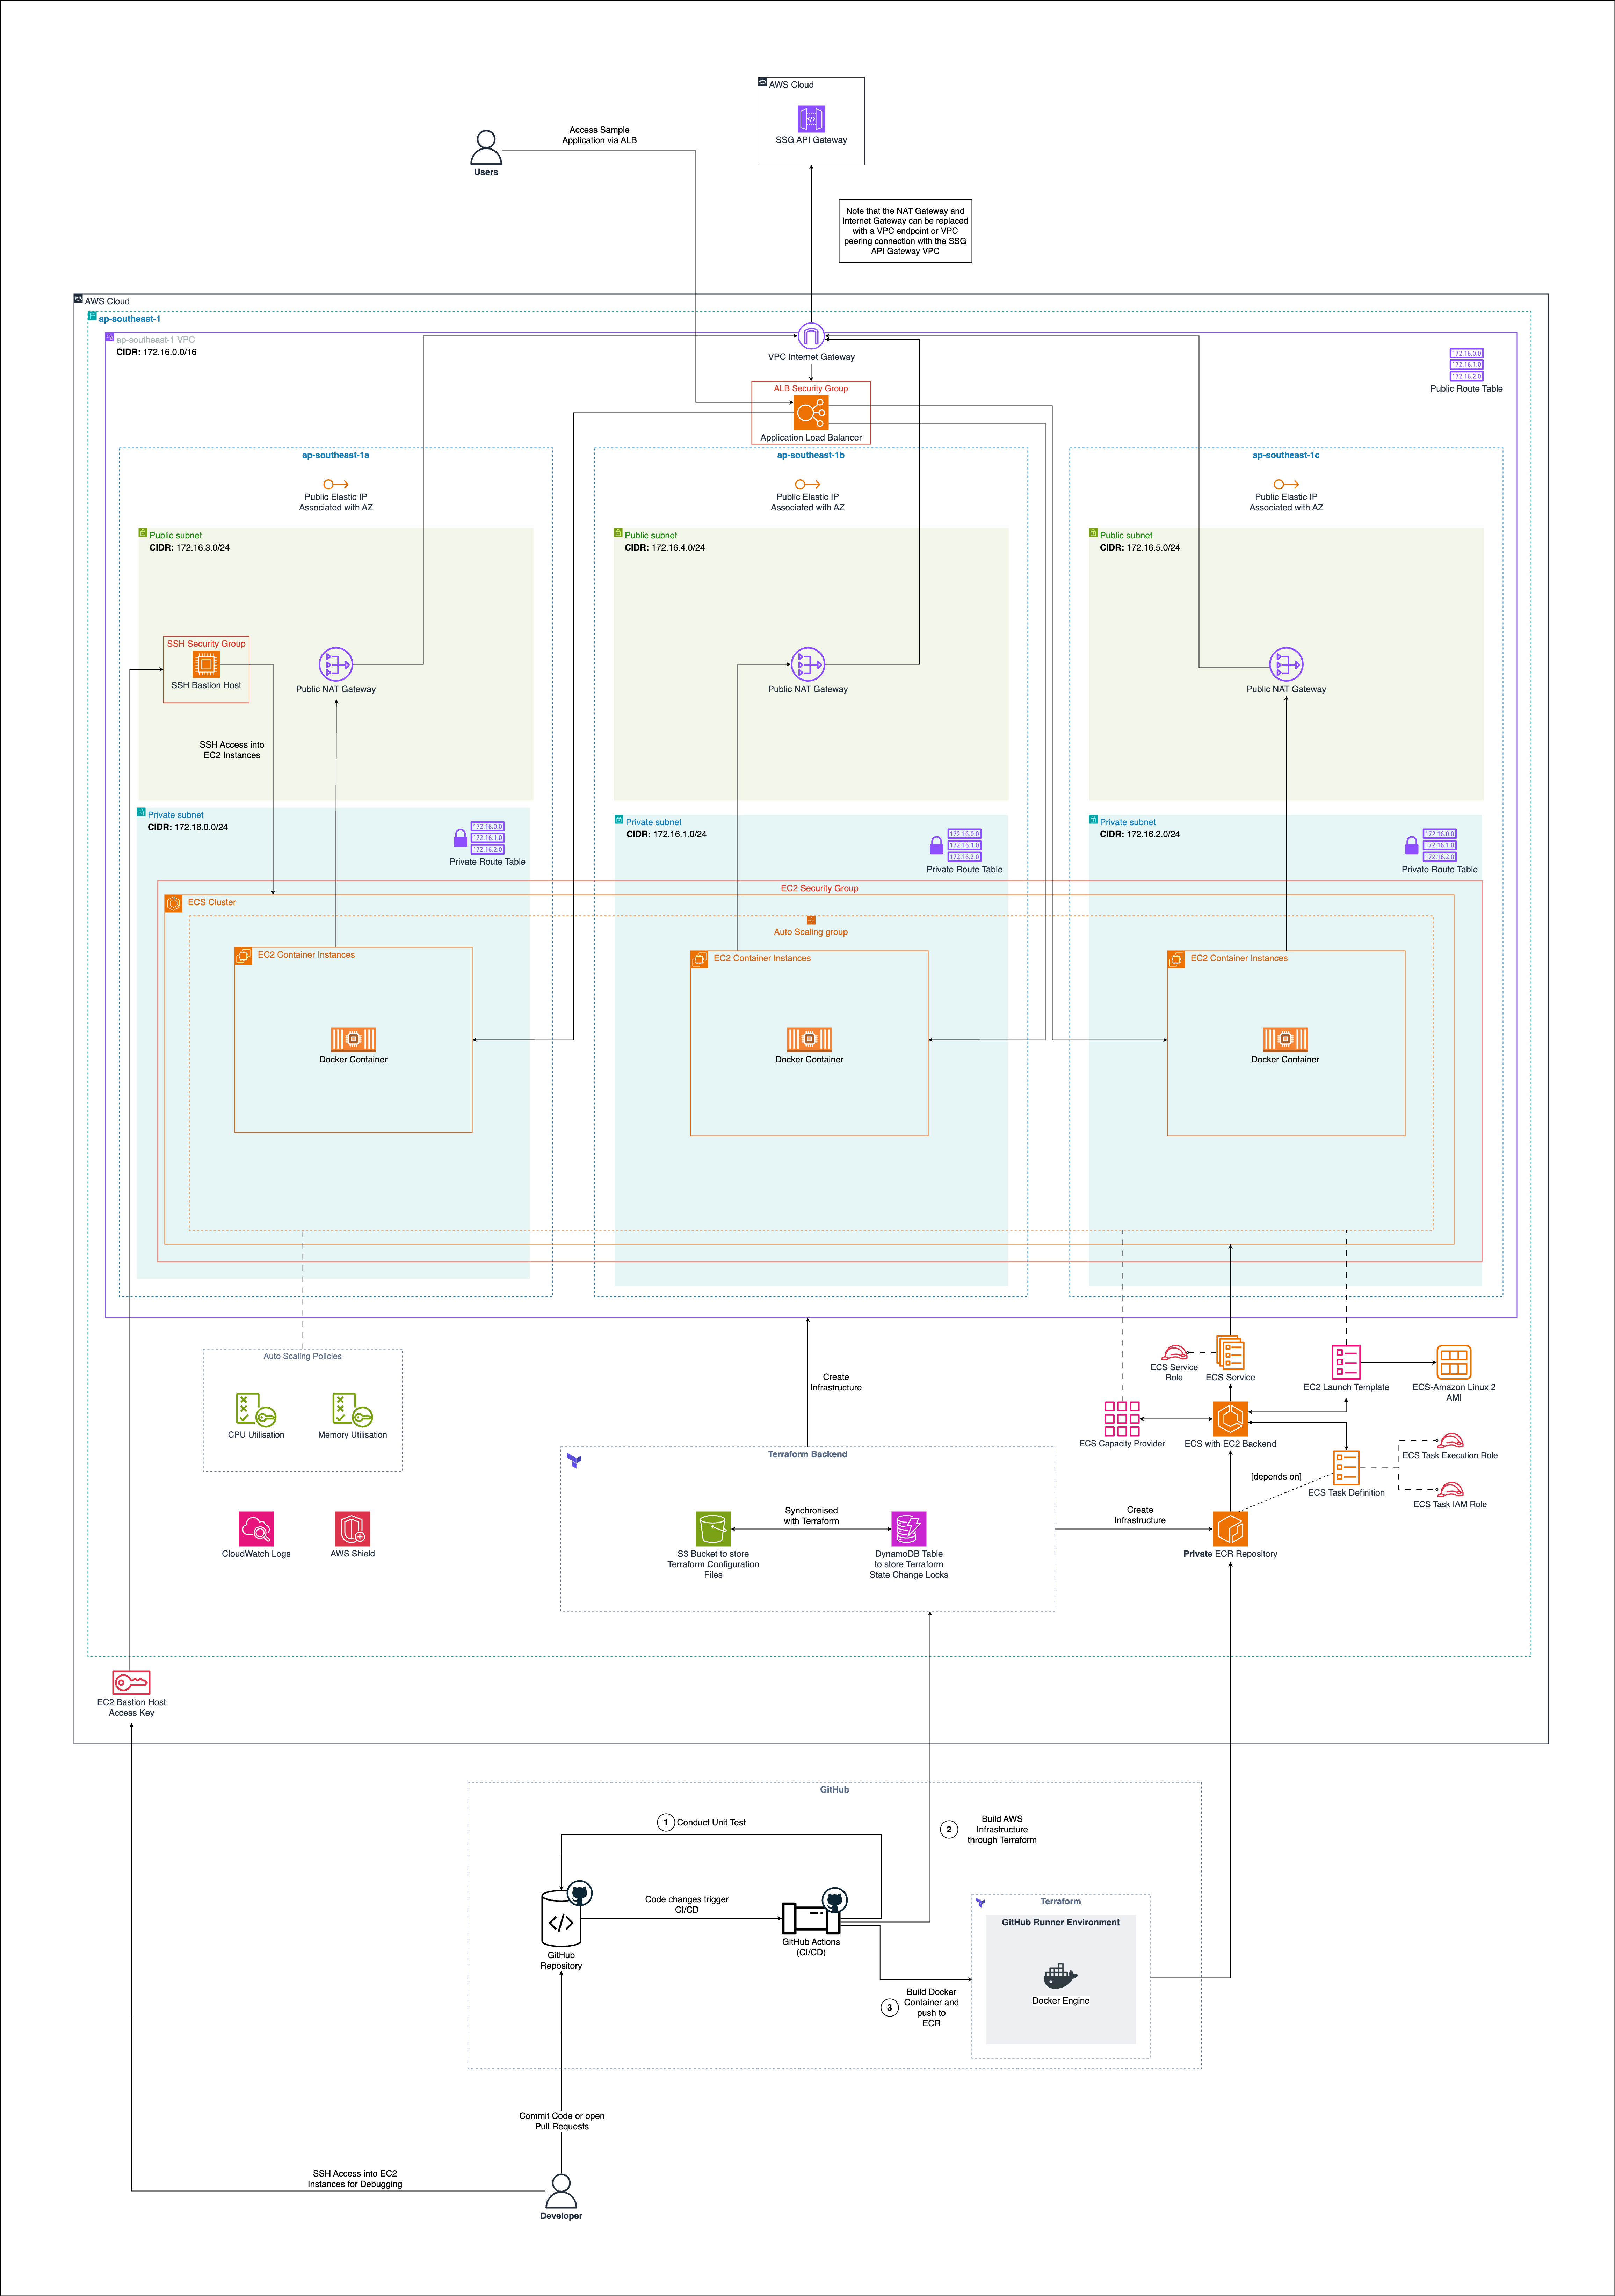 AWS Cloud
SSG API Gateway
Access Sample
Application via ALB
Users
Note that the NAT Gateway and
Internet Gateway can be replaced
with a VPC endpoint or VPC
peering connection with the SSG
API Gateway VPC
AWS Cloud
ap-southeast-1
ap-southeast-1 VPC
CIDR: 172.16.0.0/16
VPC Internet Gateway
172.16.0.0
172.16.1.0
172.16.2.0
Public Route Table
ALB Security Group
Application Load Balancer
ap-southeast-1a
ap-southeast-1b
ap-southeast-1c
Public Elastic IP
Associated with AZ
Public Elastic IP
Associated with AZ
Public Elastic IP
Associated with AZ
Public subnet
CIDR: 172.16.3.0/24
Public subnet
CIDR: 172.16.4.0/24
Public subnet
CIDR: 172.16.5.0/24
SSH Security Group
SSH Bastion Host
Public NAT Gateway
Public NAT Gateway
Public NAT Gateway
SSH Access into
EC2 Instances
Private subnet
CIDR: 172.16.0.0/24
172.16.0.0
172.16.1.0
172.16.2.0
Private Route Table
Private subnet
CIDR: 172.16.1.0/24
172.16.0.0
172.16.1.0
172.16.2.0
Private Route Table
Private subnet
CIDR: 172.16.2.0/24
172.16.0.0
172.16.1.0
172.16.2.0
Private Route Table
EC2 Security Group
ECS Cluster
Auto Scaling group
EC2 Container Instances
EC2 Container Instances
EC2 Container Instances
Docker Container
Docker Container
Docker Container
Auto Scaling Policies
CPU Utilisation
Memory Utilisation
CloudWatch Logs
AWS Shield
Create
Infrastructure
ECS Service
Role
ECS Service
EC2 Launch Template
ECS-Amazon Linux 2
AMI
ECS Capacity Provider
ECS with EC2 Backend
ECS Task Execution Role
[depends on]
ECS Task Definition
ECS Task IAM Role
Terraform Backend
Synchronised
with Terraform
S3 Bucket to store
Terraform Configuration
Files
DynamoDB Table
to store Terraform
State Change Locks
Create
Infrastructure
Private ECR Repository
EC2 Bastion Host
Access Key
GitHub
1 Conduct Unit Test
2
Build AWS
Infrastructure
through Terraform
Code changes trigger
CI/CD
GitHub
Repository
GitHub Actions
(CI/CD)
Terraform
GitHub Runner Environment
Docker Engine
3
Build Docker
Container and
push to
ECR
Commit Code or open
Pull Requests
SSH Access into EC2
Instances for Debugging
Developer